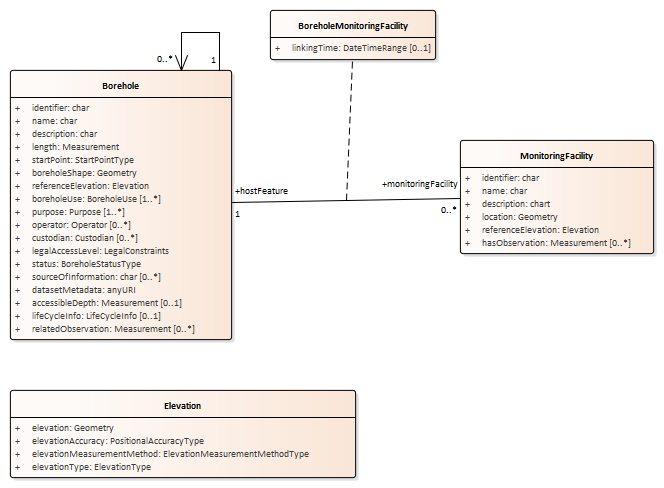 BoreholeMonitoringFacility
+ linkingTime: DateTimeRange [0..1]
0..*
1
Borehole
+ identifier: char
+ name: char
+ description: char
+ length: Measurement
+ startPoint: StartPointType
+ boreholeShape: Geometry
+ referenceElevation: Elevation
+ boreholeUse: BoreholeUse [1..*]
+ purpose: Purpose [1..*]
+ operator: Operator [0..*]
+ custodian: Custodian [0..*]
+ legalAccessLevel: LegalConstraints
+ status: BoreholeStatusType
+ sourceOfInformation: char [0..*]
+ datasetMetadata: anyURI
+ accessibleDepth: Measurement [0..1]
+ lifeCycleInfo: LifeCycleInfo [0..1]
+ relatedObservation: Measurement [0..*]
+hostFeature
1
+monitoringFacility
0..*
MonitoringFacility
+ identifier: char
+ name: char
+ description: chart
+ location: Geometry
+ referenceElevation: Elevation
+ hasObservation: Measurement [0..*]
Elevation
+ elevation: Geometry
+ elevationAccuracy: PositionalAccuracyType
+ elevationMeasurementMethod: ElevationMeasurementMethodType
+ elevationType: ElevationType